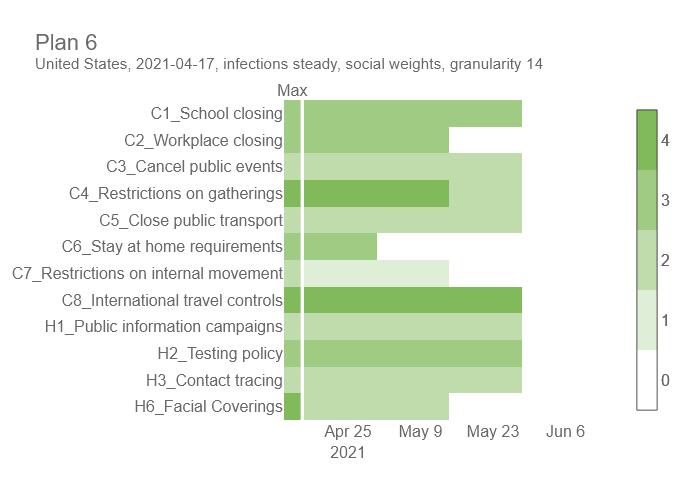 Plan 6
United States, 2021-04-17, infections steady, social weights, granularity 14
Max
C1_School closing
C2_Workplace closing
C3_Cancel public events
C4_Restrictions on gatherings
C5_Close public transport
C6_Stay at home requirements
C7_Restrictions on internal movement
C8_International travel controls
H1_Public information campaigns
H2_Testing policy
H3_Contact tracing
H6_Facial Coverings
Apr 25 May 9 May 23 Jun 6
2021
4
3
2
1
0